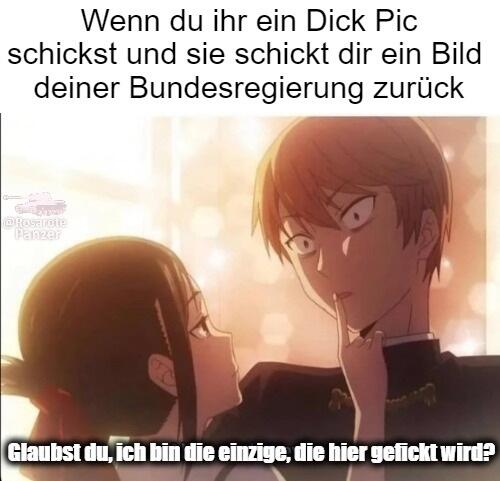 Wenn du ihr ein Dick Pic
schickst und sie schickt dir ein Bild
deiner Bundesregierung zurück
@Rosarote
Panzer
Glaubst du, ich bin die einzige, die hier gefickt wird?